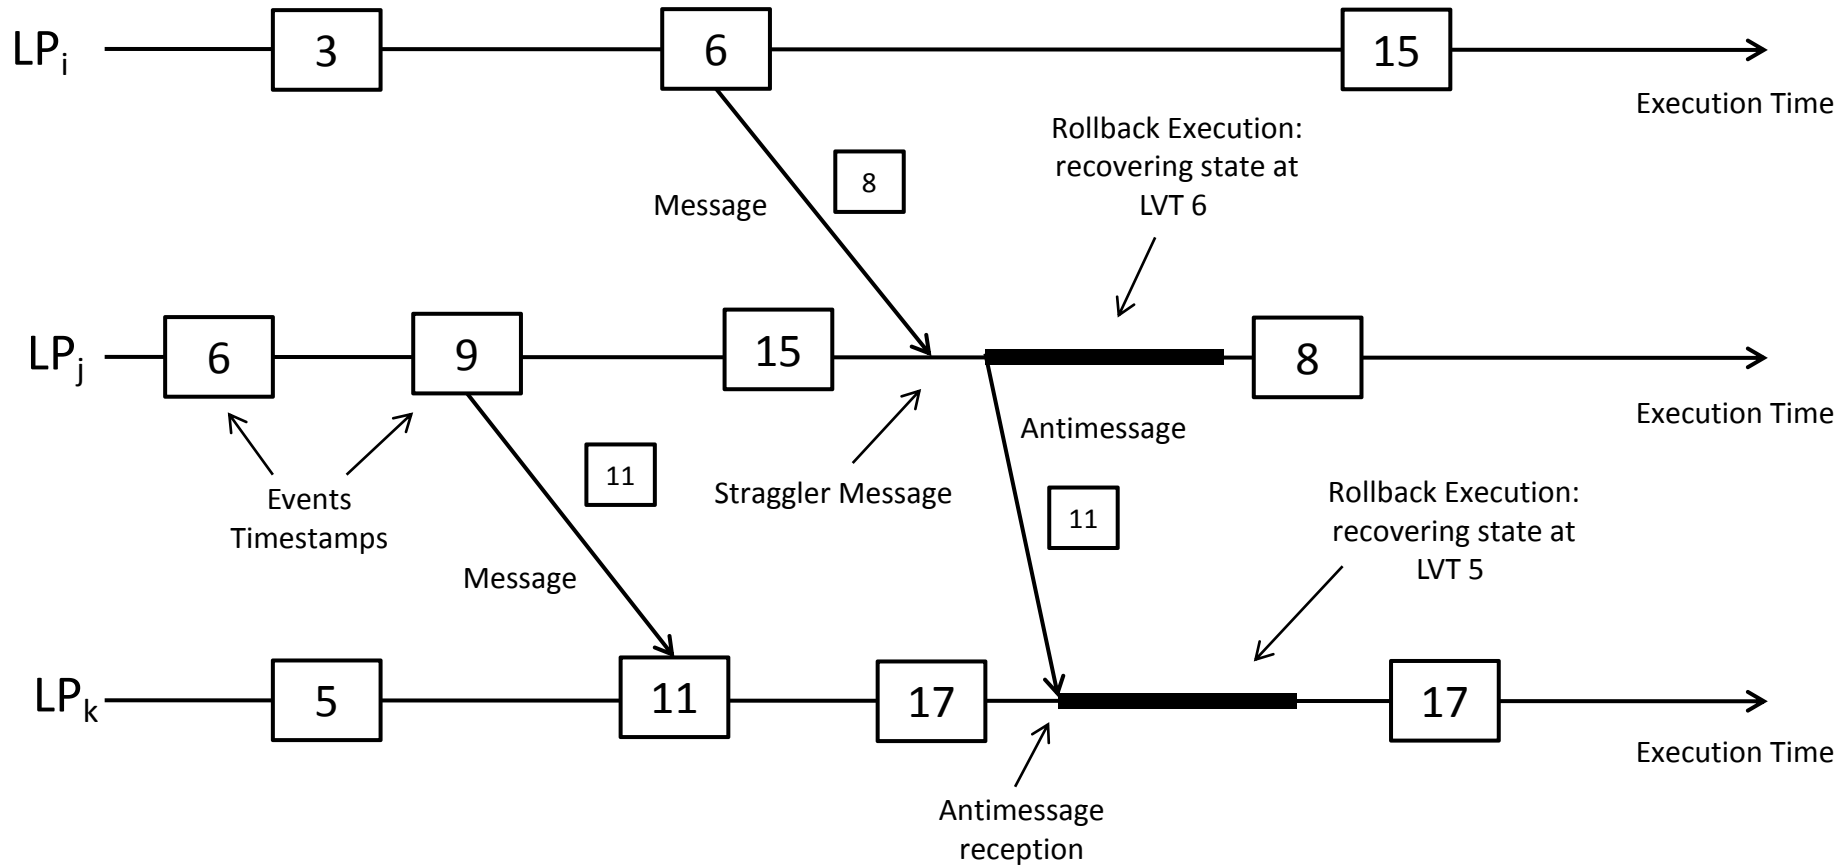 LPi
3
6
15
Execution Time
Rollback Execution:
recovering state at
LVT 6
8
Message
LPj
6
9
15
8
Execution Time
Antimessage
Events
Timestamps
11
Straggler Message
11
Rollback Execution:
recovering state at
LVT 5
Message
LPk
5
11
17
17
Execution Time
Antimessage
reception